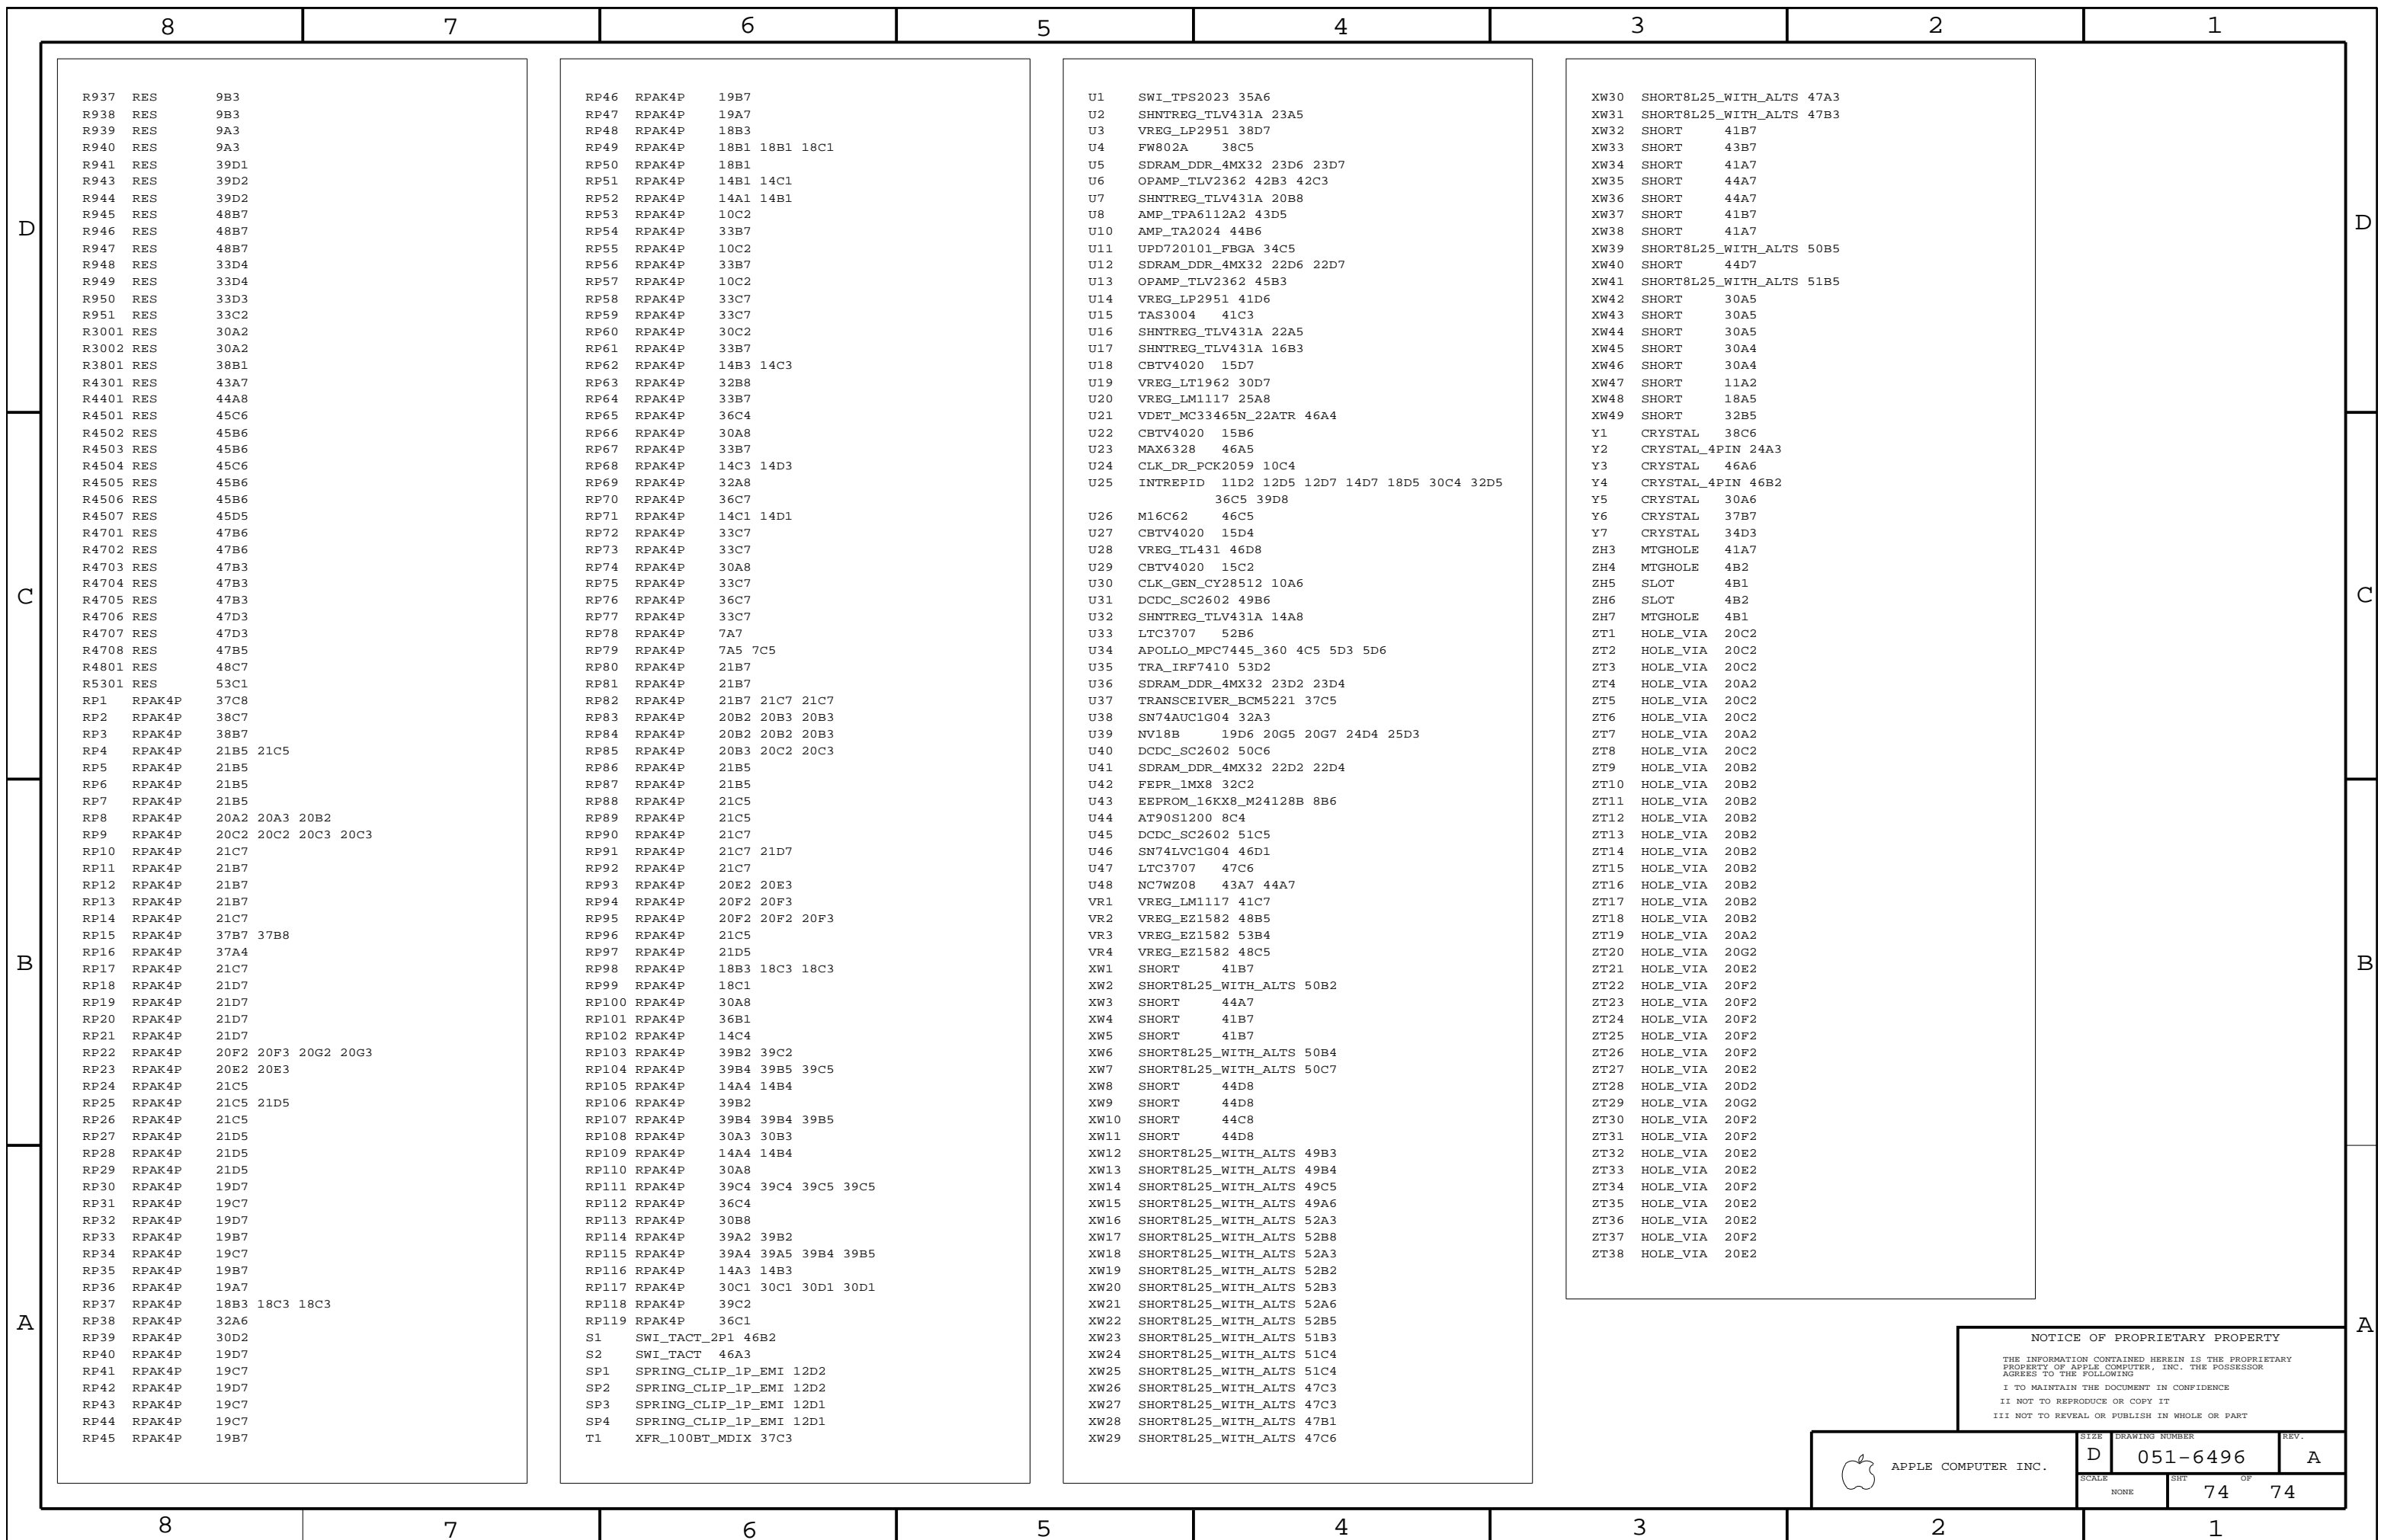 8 7 6 5 4 3 2 1
R937 RES 9B3
R938 RES 9B3
R939 RES 9A3
R940 RES 9A3
R941 RES 39D1
R943 RES 39D2
R944 RES 39D2
R945 RES 48B7
R946 RES 48B7
R947 RES 48B7
R948 RES 33D4
R949 RES 33D4
R950 RES 33D3
R951 RES 33C2
R3001 RES 30A2
R3002 RES 30A2
R3801 RES 38B1
R4301 RES 43A7
R4401 RES 44A8
R4501 RES 45C6
R4502 RES 45B6
R4503 RES 45B6
R4504 RES 45C6
R4505 RES 45B6
R4506 RES 45B6
R4507 RES 45D5
R4701 RES 47B6
R4702 RES 47B6
R4703 RES 47B3
R4704 RES 47B3
R4705 RES 47B3
R4706 RES 47D3
R4707 RES 47D3
R4708 RES 47B5
R4801 RES 48C7
R5301 RES 53C1
RP1 RPAK4P 37C8
RP2 RPAK4P 38C7
RP3 RPAK4P 38B7
RP4 RPAK4P 21B5 21C5
RP5 RPAK4P 21B5
RP6 RPAK4P 21B5
RP7 RPAK4P 21B5
RP8 RPAK4P 20A2 20A3 20B2
RP9 RPAK4P 20C2 20C2 20C3 20C3
RP10 RPAK4P 21C7
RP11 RPAK4P 21B7
RP12 RPAK4P 21B7
RP13 RPAK4P 21B7
RP14 RPAK4P 21C7
RP15 RPAK4P 37B7 37B8
RP16 RPAK4P 37A4
RP17 RPAK4P 21C7
RP18 RPAK4P 21D7
RP19 RPAK4P 21D7
RP20 RPAK4P 21D7
RP21 RPAK4P 21D7
RP22 RPAK4P 20F2 20F3 20G2 20G3
RP23 RPAK4P 20E2 20E3
RP24 RPAK4P 21C5
RP25 RPAK4P 21C5 21D5
RP26 RPAK4P 21C5
RP27 RPAK4P 21D5
RP28 RPAK4P 21D5
RP29 RPAK4P 21D5
RP30 RPAK4P 19D7
RP31 RPAK4P 19C7
RP32 RPAK4P 19D7
RP33 RPAK4P 19B7
RP34 RPAK4P 19C7
RP35 RPAK4P 19B7
RP36 RPAK4P 19A7
RP37 RPAK4P 18B3 18C3 18C3
RP38 RPAK4P 32A6
RP39 RPAK4P 30D2
RP40 RPAK4P 19D7
RP41 RPAK4P 19C7
RP42 RPAK4P 19D7
RP43 RPAK4P 19C7
RP44 RPAK4P 19C7
RP45 RPAK4P 19B7
RP46 RPAK4P 19B7
RP47 RPAK4P 19A7
RP48 RPAK4P 18B3
RP49 RPAK4P 18B1 18B1 18C1
RP50 RPAK4P 18B1
RP51 RPAK4P 14B1 14C1
RP52 RPAK4P 14A1 14B1
RP53 RPAK4P 10C2
RP54 RPAK4P 33B7
RP55 RPAK4P 10C2
RP56 RPAK4P 33B7
RP57 RPAK4P 10C2
RP58 RPAK4P 33C7
RP59 RPAK4P 33C7
RP60 RPAK4P 30C2
RP61 RPAK4P 33B7
RP62 RPAK4P 14B3 14C3
RP63 RPAK4P 32B8
RP64 RPAK4P 33B7
RP65 RPAK4P 36C4
RP66 RPAK4P 30A8
RP67 RPAK4P 33B7
RP68 RPAK4P 14C3 14D3
RP69 RPAK4P 32A8
RP70 RPAK4P 36C7
RP71 RPAK4P 14C1 14D1
RP72 RPAK4P 33C7
RP73 RPAK4P 33C7
RP74 RPAK4P 30A8
RP75 RPAK4P 33C7
RP76 RPAK4P 36C7
RP77 RPAK4P 33C7
RP78 RPAK4P 7A7
RP79 RPAK4P 7A5 7C5
RP80 RPAK4P 21B7
RP81 RPAK4P 21B7
RP82 RPAK4P 21B7 21C7 21C7
RP83 RPAK4P 20B2 20B3 20B3
RP84 RPAK4P 20B2 20B2 20B3
RP85 RPAK4P 20B3 20C2 20C3
RP86 RPAK4P 21B5
RP87 RPAK4P 21B5
RP88 RPAK4P 21C5
RP89 RPAK4P 21C5
RP90 RPAK4P 21C7
RP91 RPAK4P 21C7 21D7
RP92 RPAK4P 21C7
RP93 RPAK4P 20E2 20E3
RP94 RPAK4P 20F2 20F3
RP95 RPAK4P 20F2 20F2 20F3
RP96 RPAK4P 21C5
RP97 RPAK4P 21D5
RP98 RPAK4P 18B3 18C3 18C3
RP99 RPAK4P 18C1
RP100 RPAK4P 30A8
RP101 RPAK4P 36B1
RP102 RPAK4P 14C4
RP103 RPAK4P 39B2 39C2
RP104 RPAK4P 39B4 39B5 39C5
RP105 RPAK4P 14A4 14B4
RP106 RPAK4P 39B2
RP107 RPAK4P 39B4 39B4 39B5
RP108 RPAK4P 30A3 30B3
RP109 RPAK4P 14A4 14B4
RP110 RPAK4P 30A8
RP111 RPAK4P 39C4 39C4 39C5 39C5
RP112 RPAK4P 36C4
RP113 RPAK4P 30B8
RP114 RPAK4P 39A2 39B2
RP115 RPAK4P 39A4 39A5 39B4 39B5
RP116 RPAK4P 14A3 14B3
RP117 RPAK4P 30C1 30C1 30D1 30D1
RP118 RPAK4P 39C2
RP119 RPAK4P 36C1
S1 SWI_TACT_2P1 46B2
S2 SWI_TACT 46A3
SP1 SPRING_CLIP_1P_EMI 12D2
SP2 SPRING_CLIP_1P_EMI 12D2
SP3 SPRING_CLIP_1P_EMI 12D1
SP4 SPRING_CLIP_1P_EMI 12D1
T1 XFR_100BT_MDIX 37C3
U1 SWI_TPS2023 35A6
U2 SHNTREG_TLV431A 23A5
U3 VREG_LP2951 38D7
U4 FW802A 38C5
U5 SDRAM_DDR_4MX32 23D6 23D7
U6 OPAMP_TLV2362 42B3 42C3
U7 SHNTREG_TLV431A 20B8
U8 AMP_TPA6112A2 43D5
U10 AMP_TA2024 44B6
U11 UPD720101_FBGA 34C5
U12 SDRAM_DDR_4MX32 22D6 22D7
U13 OPAMP_TLV2362 45B3
U14 VREG_LP2951 41D6
U15 TAS3004 41C3
U16 SHNTREG_TLV431A 22A5
U17 SHNTREG_TLV431A 16B3
U18 CBTV4020 15D7
U19 VREG_LT1962 30D7
U20 VREG_LM1117 25A8
U21 VDET_MC33465N_22ATR 46A4
U22 CBTV4020 15B6
U23 MAX6328 46A5
U24 CLK_DR_PCK2059 10C4
U25 INTREPID 11D2 12D5 12D7 14D7 18D5 30C4 32D5
36C5 39D8
U26 M16C62 46C5
U27 CBTV4020 15D4
U28 VREG_TL431 46D8
U29 CBTV4020 15C2
U30 CLK_GEN_CY28512 10A6
U31 DCDC_SC2602 49B6
U32 SHNTREG_TLV431A 14A8
U33 LTC3707 52B6
U34 APOLLO_MPC7445_360 4C5 5D3 5D6
U35 TRA_IRF7410 53D2
U36 SDRAM_DDR_4MX32 23D2 23D4
U37 TRANSCEIVER_BCM5221 37C5
U38 SN74AUC1G04 32A3
U39 NV18B 19D6 20G5 20G7 24D4 25D3
U40 DCDC_SC2602 50C6
U41 SDRAM_DDR_4MX32 22D2 22D4
U42 FEPR_1MX8 32C2
U43 EEPROM_16KX8_M24128B 8B6
U44 AT90S1200 8C4
U45 DCDC_SC2602 51C5
U46 SN74LVC1G04 46D1
U47 LTC3707 47C6
U48 NC7WZ08 43A7 44A7
VR1 VREG_LM1117 41C7
VR2 VREG_EZ1582 48B5
VR3 VREG_EZ1582 53B4
VR4 VREG_EZ1582 48C5
XW1 SHORT 41B7
XW2 SHORT8L25_WITH_ALTS 50B2
XW3 SHORT 44A7
XW4 SHORT 41B7
XW5 SHORT 41B7
XW6 SHORT8L25_WITH_ALTS 50B4
XW7 SHORT8L25_WITH_ALTS 50C7
XW8 SHORT 44D8
XW9 SHORT 44D8
XW10 SHORT 44C8
XW11 SHORT 44D8
XW12 SHORT8L25_WITH_ALTS 49B3
XW13 SHORT8L25_WITH_ALTS 49B4
XW14 SHORT8L25_WITH_ALTS 49C5
XW15 SHORT8L25_WITH_ALTS 49A6
XW16 SHORT8L25_WITH_ALTS 52A3
XW17 SHORT8L25_WITH_ALTS 52B8
XW18 SHORT8L25_WITH_ALTS 52A3
XW19 SHORT8L25_WITH_ALTS 52B2
XW20 SHORT8L25_WITH_ALTS 52B3
XW21 SHORT8L25_WITH_ALTS 52A6
XW22 SHORT8L25_WITH_ALTS 52B5
XW23 SHORT8L25_WITH_ALTS 51B3
XW24 SHORT8L25_WITH_ALTS 51C4
XW25 SHORT8L25_WITH_ALTS 51C4
XW26 SHORT8L25_WITH_ALTS 47C3
XW27 SHORT8L25_WITH_ALTS 47C3
XW28 SHORT8L25_WITH_ALTS 47B1
XW29 SHORT8L25_WITH_ALTS 47C6
XW30 SHORT8L25_WITH_ALTS 47A3
XW31 SHORT8L25_WITH_ALTS 47B3
XW32 SHORT 41B7
XW33 SHORT 43B7
XW34 SHORT 41A7
XW35 SHORT 44A7
XW36 SHORT 44A7
XW37 SHORT 41B7
XW38 SHORT 41A7
XW39 SHORT8L25_WITH_ALTS 50B5
XW40 SHORT 44D7
XW41 SHORT8L25_WITH_ALTS 51B5
XW42 SHORT 30A5
XW43 SHORT 30A5
XW44 SHORT 30A5
XW45 SHORT 30A4
XW46 SHORT 30A4
XW47 SHORT 11A2
XW48 SHORT 18A5
XW49 SHORT 32B5
Y1 CRYSTAL 38C6
Y2 CRYSTAL_4PIN 24A3
Y3 CRYSTAL 46A6
Y4 CRYSTAL_4PIN 46B2
Y5 CRYSTAL 30A6
Y6 CRYSTAL 37B7
Y7 CRYSTAL 34D3
ZH3 MTGHOLE 41A7
ZH4 MTGHOLE 4B2
ZH5 SLOT 4B1
ZH6 SLOT 4B2
ZH7 MTGHOLE 4B1
ZT1 HOLE_VIA 20C2
ZT2 HOLE_VIA 20C2
ZT3 HOLE_VIA 20C2
ZT4 HOLE_VIA 20A2
ZT5 HOLE_VIA 20C2
ZT6 HOLE_VIA 20C2
ZT7 HOLE_VIA 20A2
ZT8 HOLE_VIA 20C2
ZT9 HOLE_VIA 20B2
ZT10 HOLE_VIA 20B2
ZT11 HOLE_VIA 20B2
ZT12 HOLE_VIA 20B2
ZT13 HOLE_VIA 20B2
ZT14 HOLE_VIA 20B2
ZT15 HOLE_VIA 20B2
ZT16 HOLE_VIA 20B2
ZT17 HOLE_VIA 20B2
ZT18 HOLE_VIA 20B2
ZT19 HOLE_VIA 20A2
ZT20 HOLE_VIA 20G2
ZT21 HOLE_VIA 20E2
ZT22 HOLE_VIA 20F2
ZT23 HOLE_VIA 20F2
ZT24 HOLE_VIA 20F2
ZT25 HOLE_VIA 20F2
ZT26 HOLE_VIA 20F2
ZT27 HOLE_VIA 20E2
ZT28 HOLE_VIA 20D2
ZT29 HOLE_VIA 20G2
ZT30 HOLE_VIA 20F2
ZT31 HOLE_VIA 20F2
ZT32 HOLE_VIA 20E2
ZT33 HOLE_VIA 20E2
ZT34 HOLE_VIA 20F2
ZT35 HOLE_VIA 20E2
ZT36 HOLE_VIA 20E2
ZT37 HOLE_VIA 20F2
ZT38 HOLE_VIA 20E2
D D
C C
B B
A A
NOTICE OF PROPRIETARY PROPERTY
THE INFORMATION CONTAINED HEREIN IS THE PROPRIETARY
PROPERTY OF APPLE COMPUTER, INC. THE POSSESSOR
AGREES TO THE FOLLOWING
I TO MAINTAIN THE DOCUMENT IN CONFIDENCE
II NOT TO REPRODUCE OR COPY IT
III NOT TO REVEAL OR PUBLISH IN WHOLE OR PART
APPLE COMPUTER INC.
SIZE DRAWING NUMBER REV.
D 051-6496 A
SCALE SHT OF
NONE 74 74
8 7 6 5 4 3 2 1